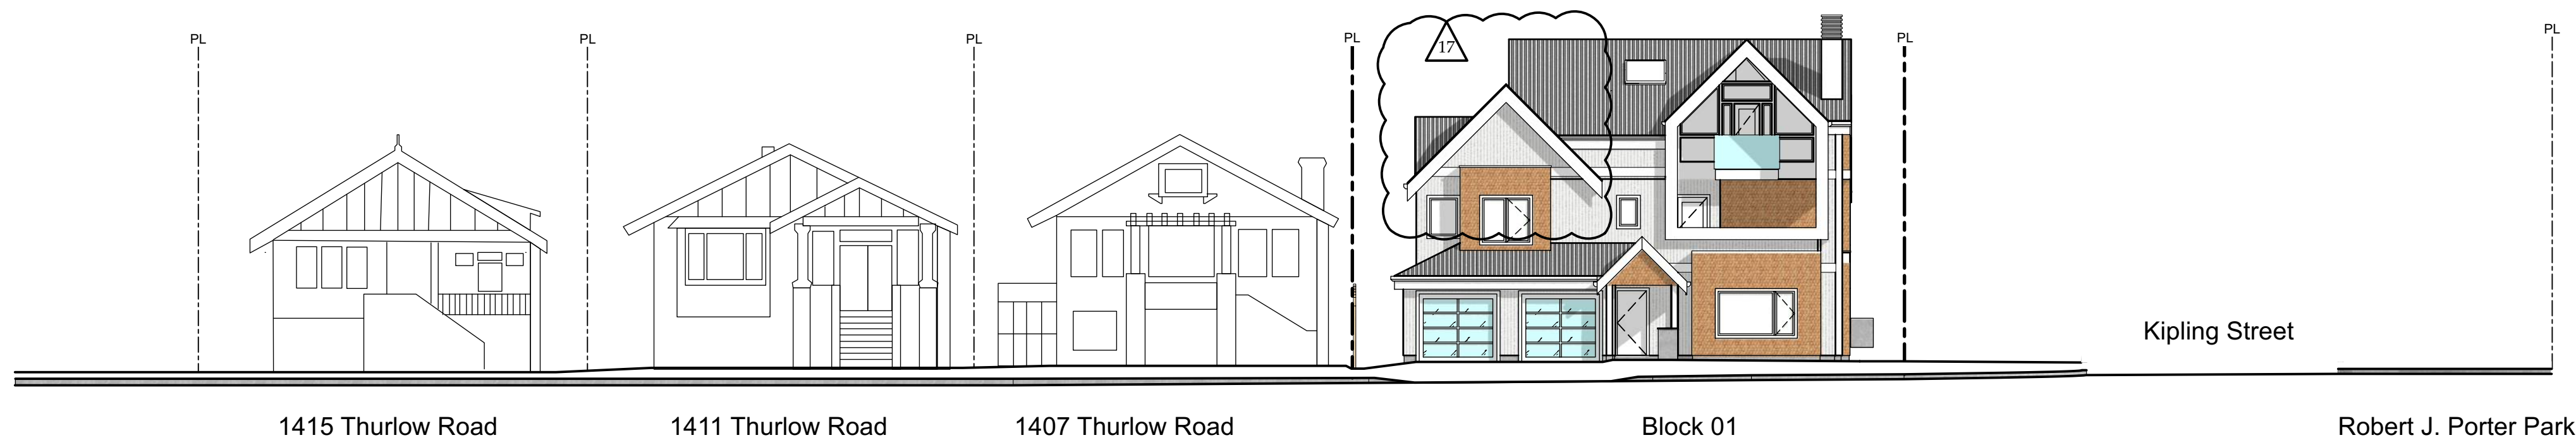 PL
PL
PL
PL
17
PL
PL
Kipling Street
1415 Thurlow Road
1411 Thurlow Road
1407 Thurlow Road
Block 01
Robert J. Porter Park